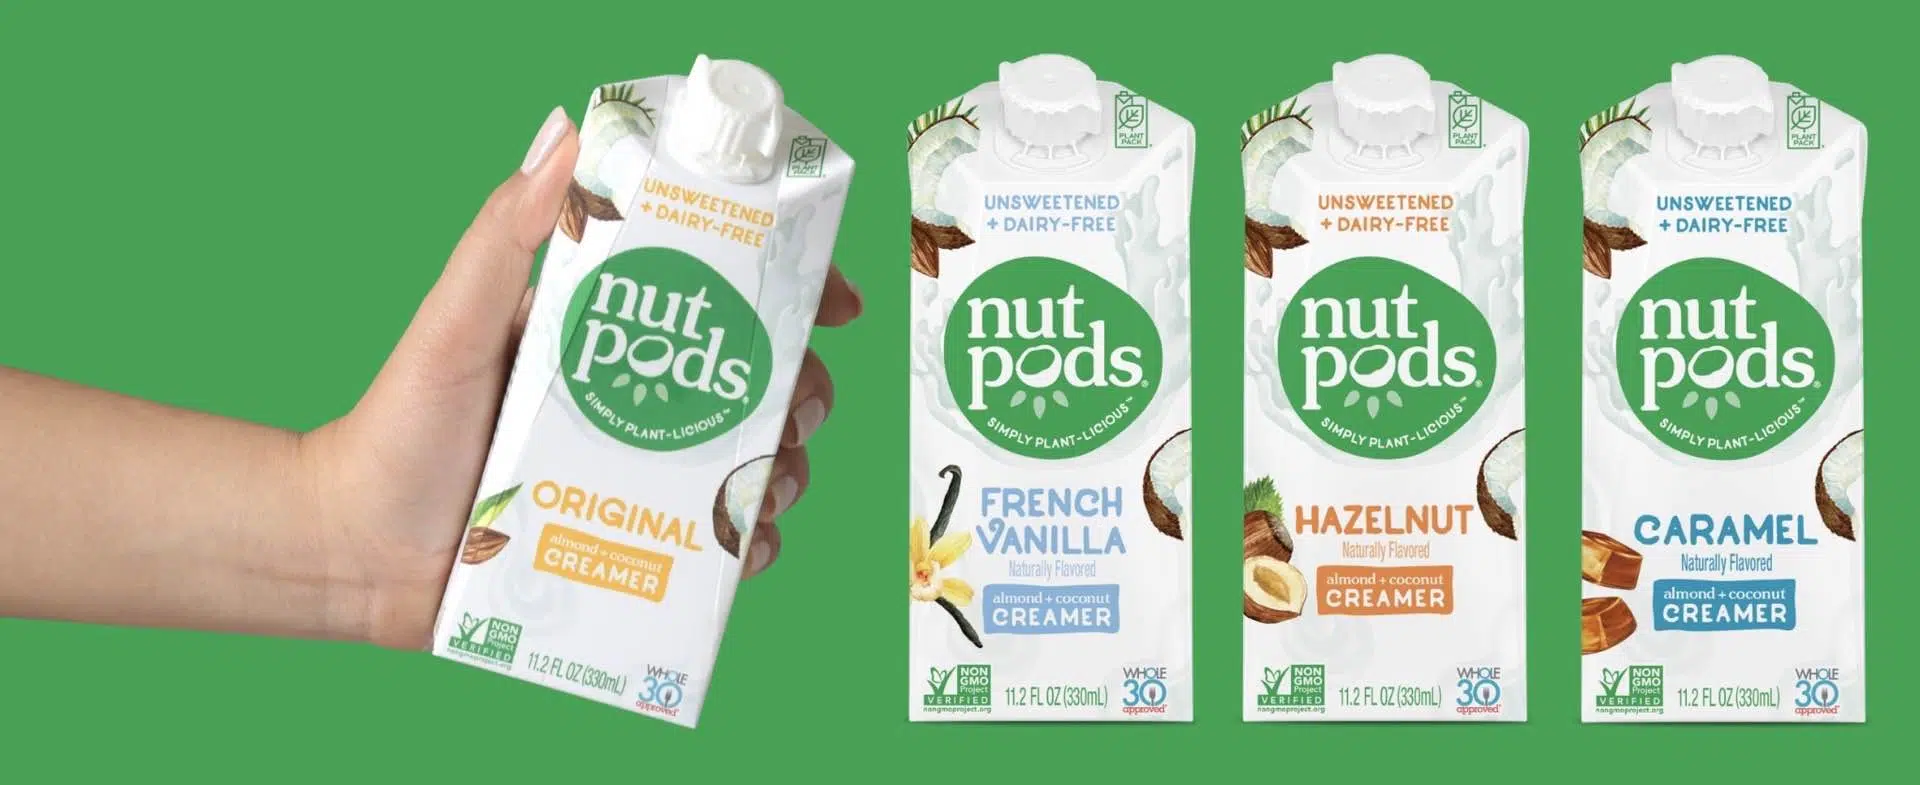 PLANT
PACK
UNSWEETENED
+ DAIRY-FREE
nut
pods®
SIMPLY PLANT-LICIOUS™
ORIGINAL
almond + coconut
CREAMER
NON
GMO
Project
VERIFIED
nongmoproject.org
11.2 FL OZ (330mL)
WHOLE
30
approved®
PLANT
PACK
UNSWEETENED
+ DAIRY-FREE
nut
pods®
SIMPLY PLANT-LICIOUS™
FRENCH
VANILLA
Naturally Flavored
almond + coconut
CREAMER
NON
GMO
Project
VERIFIED
nongmoproject.org
11.2 FL OZ (330mL)
WHOLE
30
approved®
PLANT
PACK
UNSWEETENED
+ DAIRY-FREE
nut
pods®
SIMPLY PLANT-LICIOUS™
HAZELNUT
Naturally Flavored
almond + coconut
CREAMER
NON
GMO
Project
VERIFIED
nongmoproject.org
11.2 FL OZ (330mL)
WHOLE
30
approved®
PLANT
PACK
UNSWEETENED
+ DAIRY-FREE
nut
pods®
SIMPLY PLANT-LICIOUS™
CARAMEL
Naturally Flavored
almond + coconut
CREAMER
NON
GMO
Project
VERIFIED
nongmoproject.org
11.2 FL OZ (330mL)
WHOLE
30
approved®